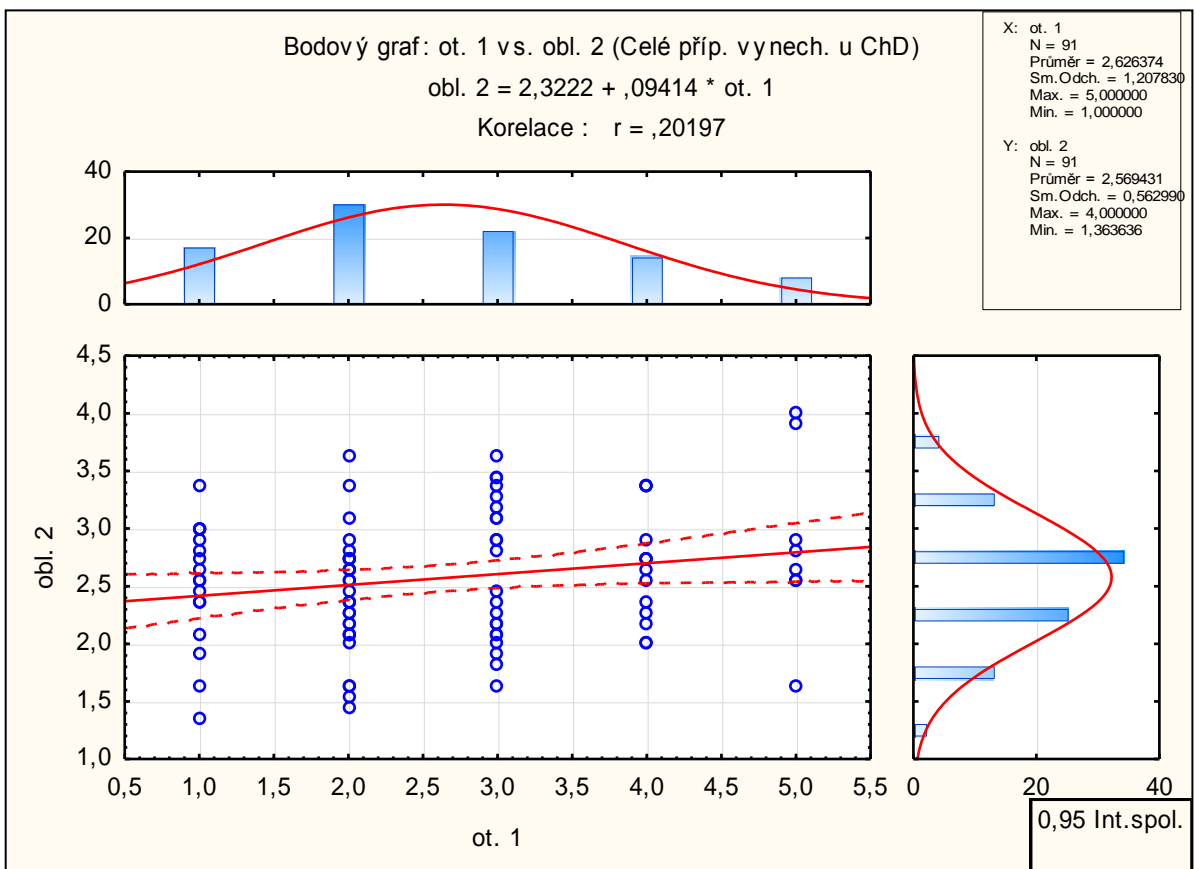 Bodový graf: ot. 1 vs. obl. 2 (Celé příp. vynech. u ChD)
obl. 2 = 2,3222 + ,09414 * ot. 1
Korelace : r = ,20197
X: ot. 1
N = 91
Průměr = 2,626374
Sm.Odch. = 1,207830
Max. = 5,000000
Min. = 1,000000
Y: obl. 2
N = 91
Průměr = 2,569431
Sm.Odch. = 0,562990
Max. = 4,000000
Min. = 1,363636
40
20
0
4,5
4,0
3,5
3,0
2,5
2,0
1,5
1,0
obl. 2
0,5 1,0 1,5 2,0 2,5 3,0 3,5 4,0 4,5 5,0 5,5
ot. 1
0 20 40
0,95 Int.spol.